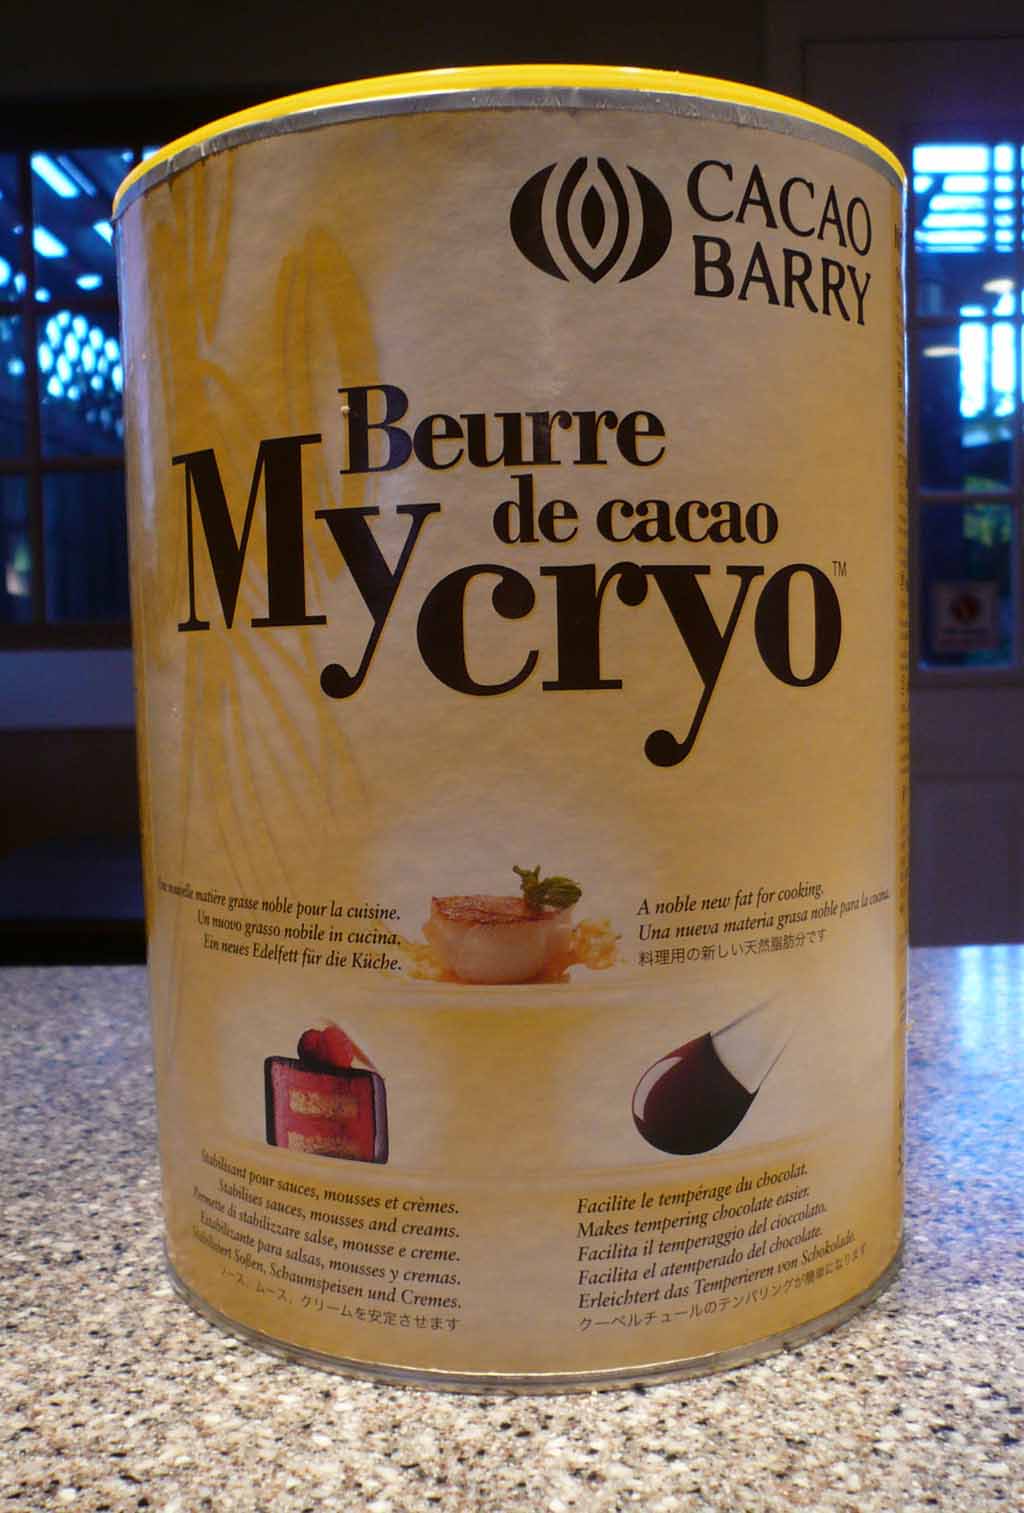 CACAO
BARRY
Beurre
de cacao
Mycryo™
Une nouvelle matière grasse noble pour la cuisine.
Un nuovo grasso nobile in cucina.
Ein neues Edelfett für die Küche.
A noble new fat for cooking.
Una nueva materia grasa noble para la cocina.
料理用の新しい天然脂肪分です
Stabilisant pour sauces, mousses et crèmes.
Stabilises sauces, mousses and creams.
Permette di stabilizzare salse, mousse e creme.
Estabilizante para salsas, mousses y cremas.
Stabilisiert Soßen, Schaumspeisen und Cremes.
ソース、ムース、クリームを安定させます
Facilite le tempérage du chocolat.
Makes tempering chocolate easier.
Facilita il temperaggio del cioccolato.
Facilita el atemperado del chocolate.
Erleichtert das Temperieren von Schokolade.
クーベルチュールのテンパリングが簡単になります